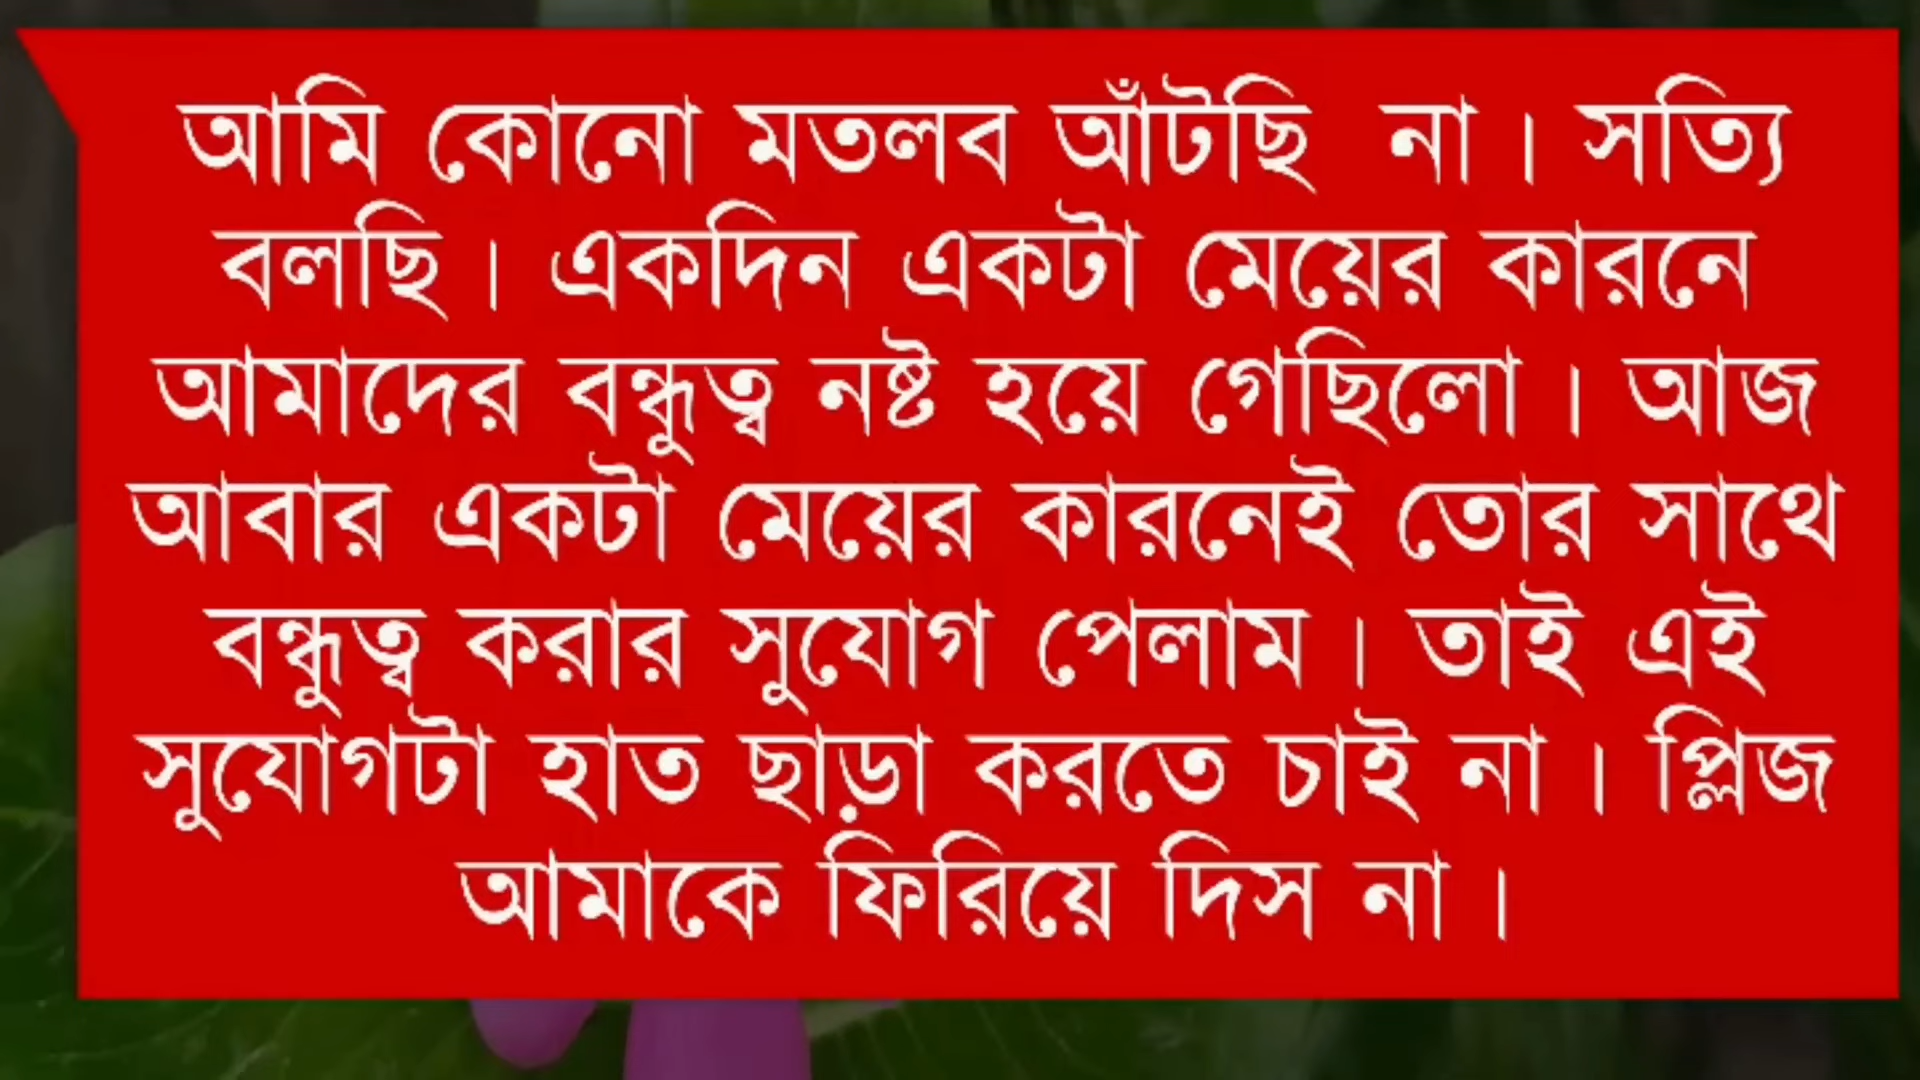 আমি কোনো মতলব আঁটছি না। সত্যি
বলছি। একদিন একটা মেয়ের কারনে
আমাদের বন্ধুত্ব নষ্ট হয়ে গেছিলো। আজ
আবার একটা মেয়ের কারনেই তোর সাথে
বন্ধুত্ব করার সুযোগ পেলাম। তাই এই
সুযোগটা হাত ছাড়া করতে চাই না। প্লিজ
আমাকে ফিরিয়ে দিস না।